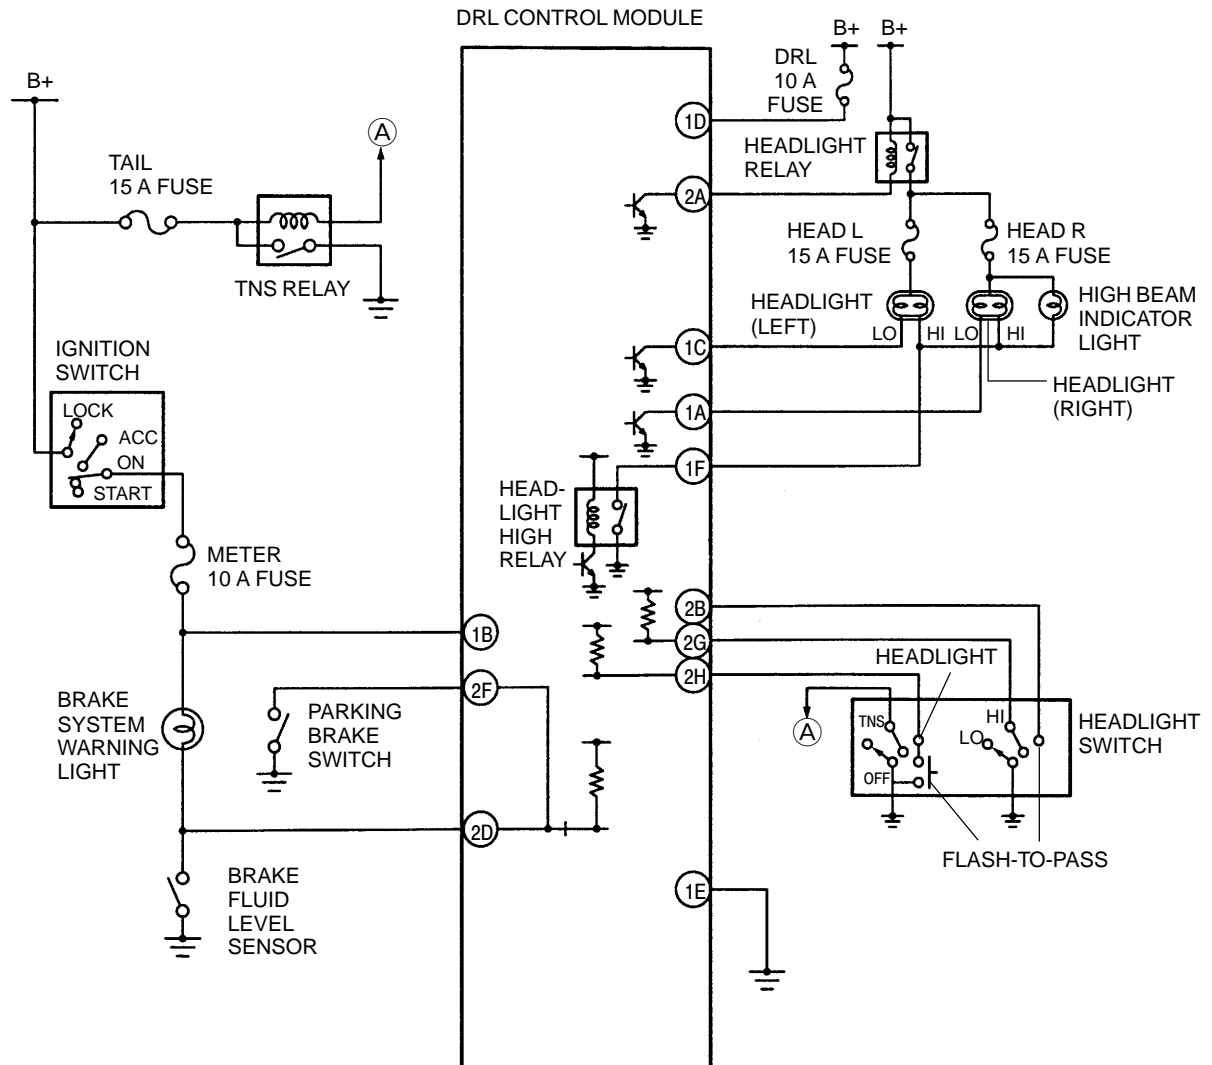 DRL CONTROL MODULE
B+
B+
B+
DRL
10 A
FUSE
1D
HEADLIGHT
RELAY
A
TAIL
15 A FUSE
2A
TNS RELAY
HEAD L
15 A FUSE
HEAD R
15 A FUSE
HEADLIGHT
(LEFT)
HIGH BEAM
INDICATOR
LIGHT
LO
HI
LO
HI
1C
IGNITION
SWITCH
LOCK
ACC
ON
START
HEADLIGHT
(RIGHT)
1A
1F
HEAD-
LIGHT
HIGH
RELAY
METER
10 A FUSE
2B
1B
2G
2H
HEADLIGHT
2F
BRAKE
SYSTEM
WARNING
LIGHT
PARKING
BRAKE
SWITCH
A
TNS
OFF
HI
LO
HEADLIGHT
SWITCH
2D
FLASH-TO-PASS
BRAKE
FLUID
LEVEL
SENSOR
1E